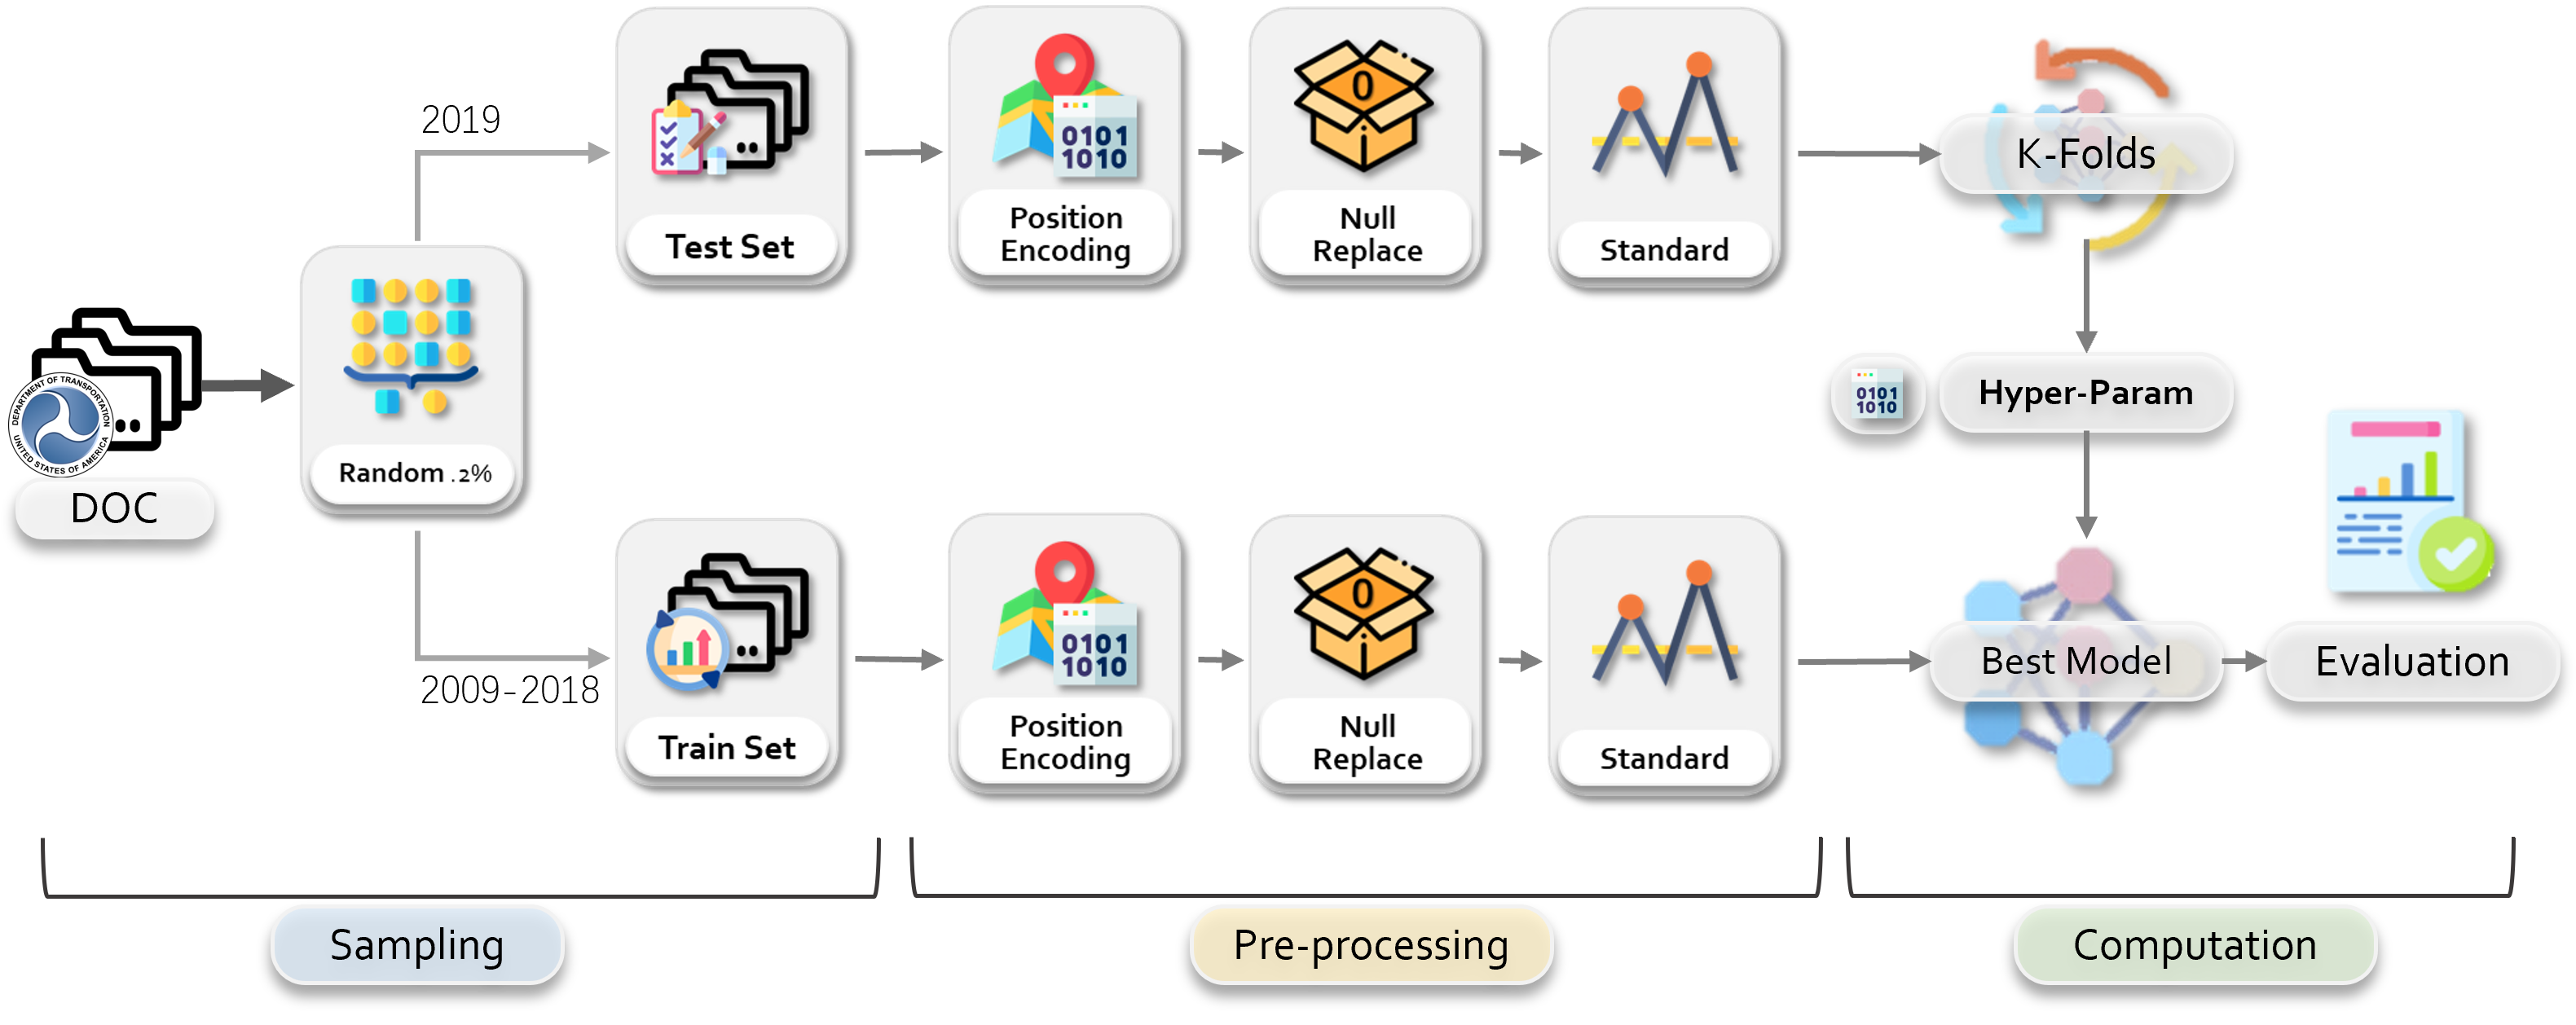 2019
Test Set
0101
1010
Position
Encoding
0
Null
Replace
Standard
K-Folds
DEPARTMENT OF TRANSPORTATION
UNITED STATES OF AMERICA
DOC
Random .2%
0101
1010
Hyper-Param
2009-2018
Train Set
0101
1010
Position
Encoding
0
Null
Replace
Standard
Best Model
Evaluation
Sampling
Pre-processing
Computation